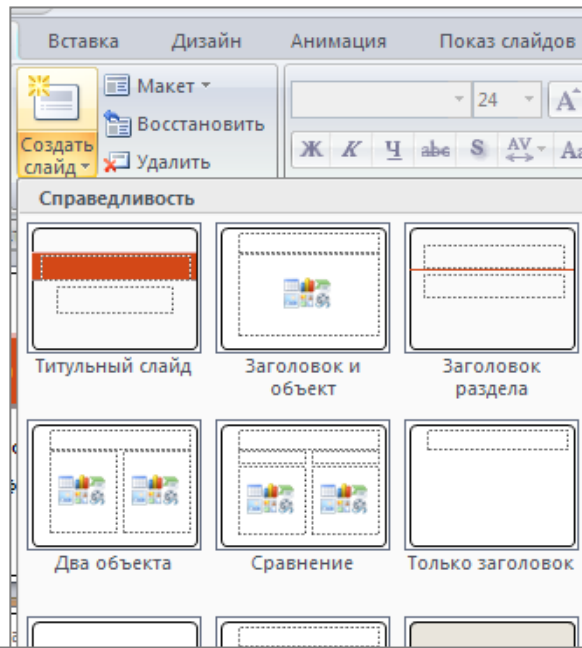 Вставка Дизайн Анимация Показ слайдов
Макет
Восстановить
Создать
слайд
Удалить
24 A
Ж К Ч abc S AV Aa
Справедливость
Титульный слайд
Заголовок и
объект
Заголовок
раздела
Два объекта
Сравнение
Только заголовок